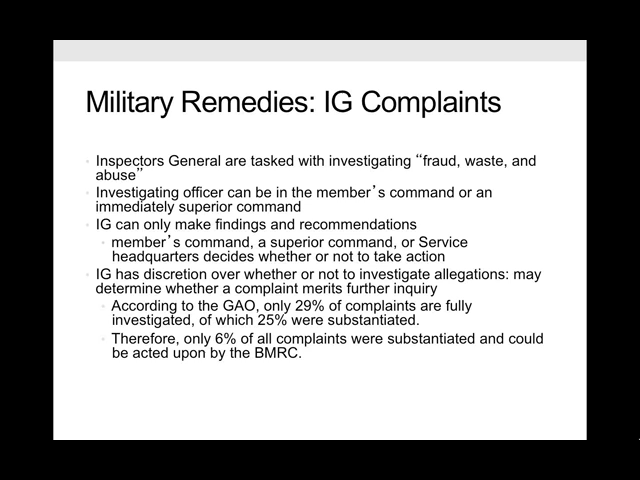 Military Remedies: IG Complaints
Inspectors General are tasked with investigating “fraud, waste, and
abuse”
Investigating officer can be in the member’s command or an
immediately superior command
IG can only make findings and recommendations
member’s command, a superior command, or Service
headquarters decides whether or not to take action
IG has discretion over whether or not to investigate allegations: may
determine whether a complaint merits further inquiry
According to the GAO, only 29% of complaints are fully
investigated, of which 25% were substantiated.
Therefore, only 6% of all complaints were substantiated and could
be acted upon by the BMRC.